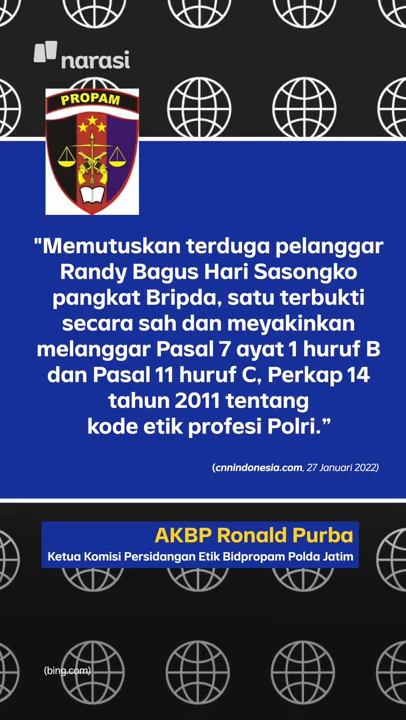 narasi
PROPAM
"Memutuskan terduga pelanggar
Randy Bagus Hari Sasongko
pangkat Bripda, satu terbukti
secara sah dan meyakinkan
melanggar Pasal 7 ayat 1 huruf B
dan Pasal 11 huruf C, Perkap 14
tahun 2011 tentang
kode etik profesi Polri.”
(cnnindonesia.com, 27 Januari 2022)
AKBP Ronald Purba
Ketua Komisi Persidangan Etik Bidpropam Polda Jatim
(bing.com)